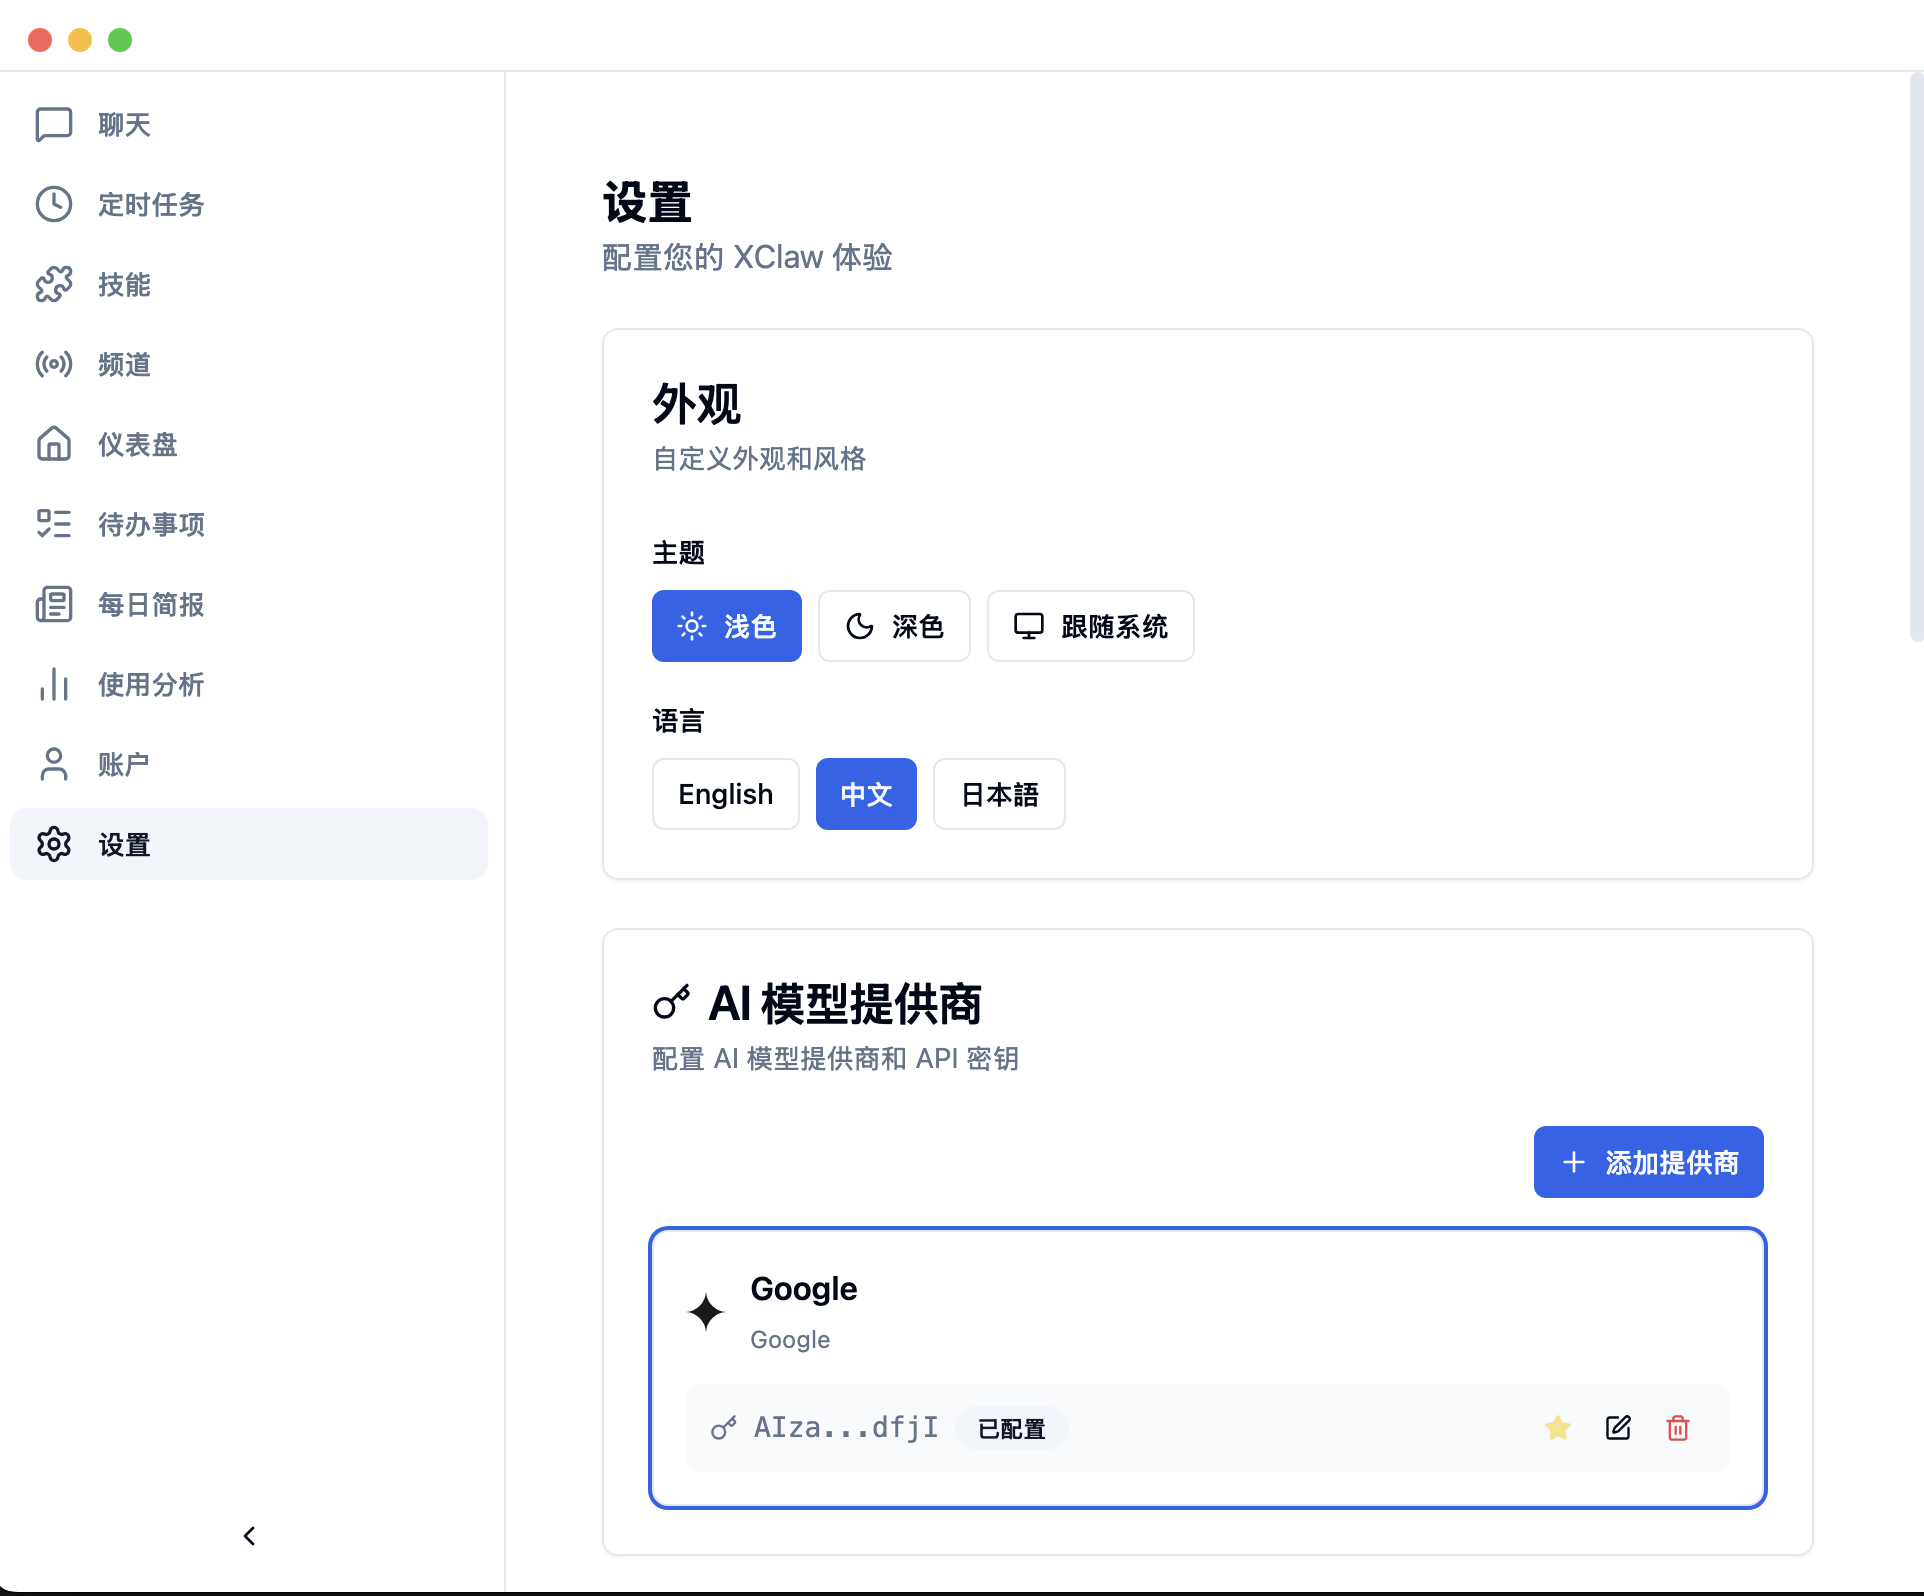 聊天
定时任务
技能
频道
仪表盘
待办事项
每日简报
使用分析
账户
设置
设置
配置您的 XClaw 体验
外观
自定义外观和风格
主题
浅色
深色
跟随系统
语言
English
中文
日本語
AI 模型提供商
配置 AI 模型提供商和 API 密钥
添加提供商
Google
Google
AIza...dfjI
已配置